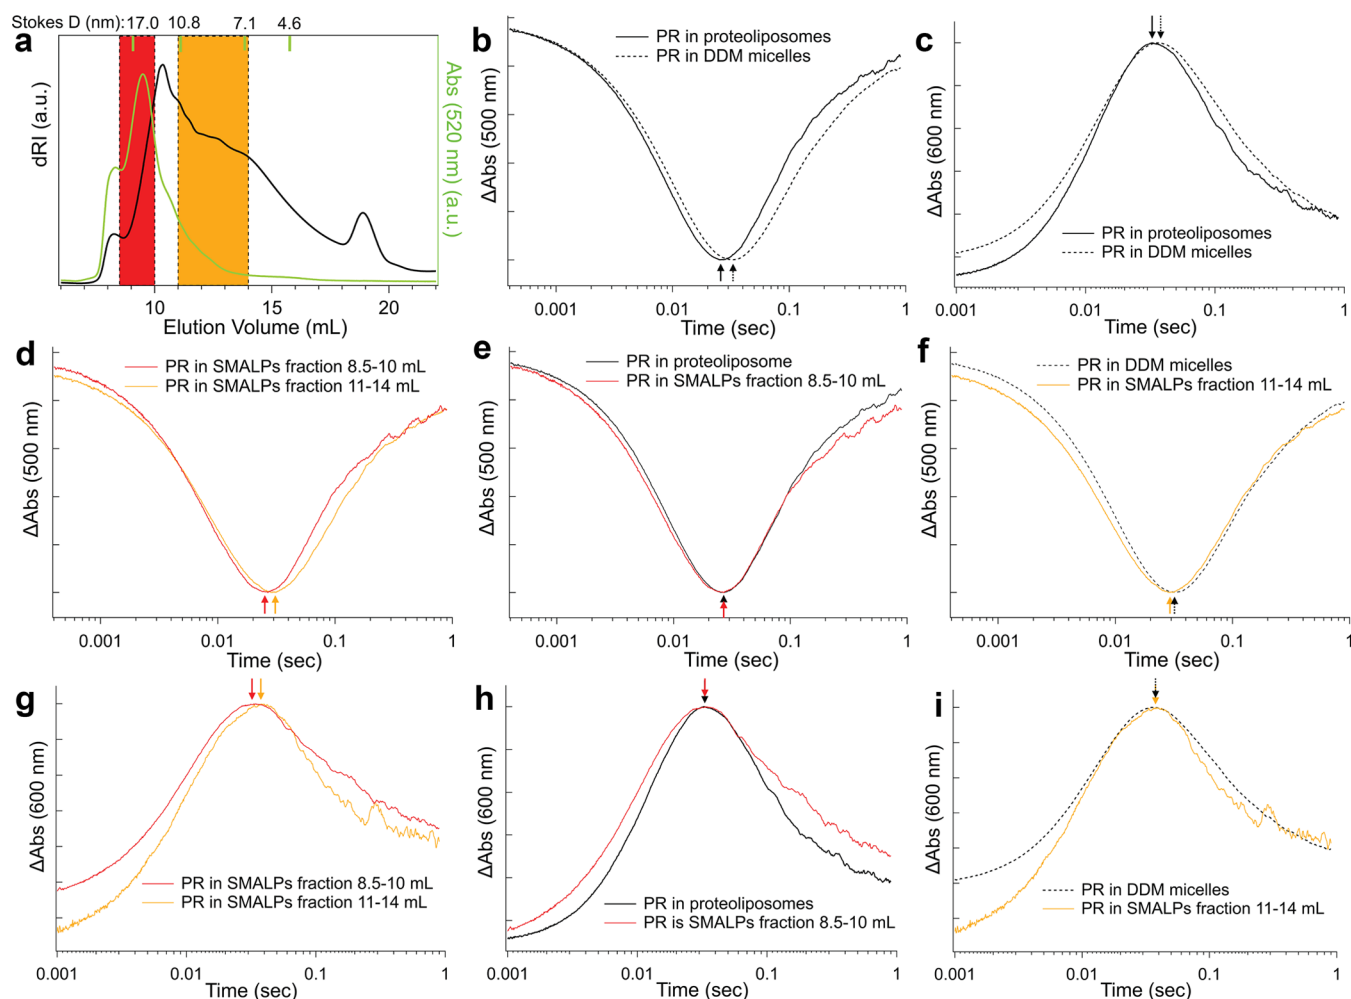 Stokes D (nm): 17.0 10.8 7.1 4.6
a
dRI (a.u.)
Abs (520 nm) (a.u.)
10 15 20
Elution Volume (mL)
b
PR in proteoliposomes
PR in DDM micelles
ΔAbs (500 nm)
0.001 0.01 0.1 1
Time (sec)
c
ΔAbs (600 nm)
PR in proteoliposomes
PR in DDM micelles
0.001 0.01 0.1 1
Time (sec)
d
PR in SMALPs fraction 8.5-10 mL
PR in SMALPs fraction 11-14 mL
ΔAbs (500 nm)
0.001 0.01 0.1 1
Time (sec)
e
PR in proteoliposome
PR in SMALPs fraction 8.5-10 mL
ΔAbs (500 nm)
0.001 0.01 0.1 1
Time (sec)
f
PR in DDM micelles
PR in SMALPs fraction 11-14 mL
ΔAbs (500 nm)
0.001 0.01 0.1 1
Time (sec)
g
ΔAbs (600 nm)
PR in SMALPs fraction 8.5-10 mL
PR in SMALPs fraction 11-14 mL
0.001 0.01 0.1 1
Time (sec)
h
ΔAbs (600 nm)
PR in proteoliposomes
PR is SMALPs fraction 8.5-10 mL
0.001 0.01 0.1 1
Time (sec)
i
ΔAbs (600 nm)
PR in DDM micelles
PR in SMALPs fraction 11-14 mL
0.001 0.01 0.1 1
Time (sec)